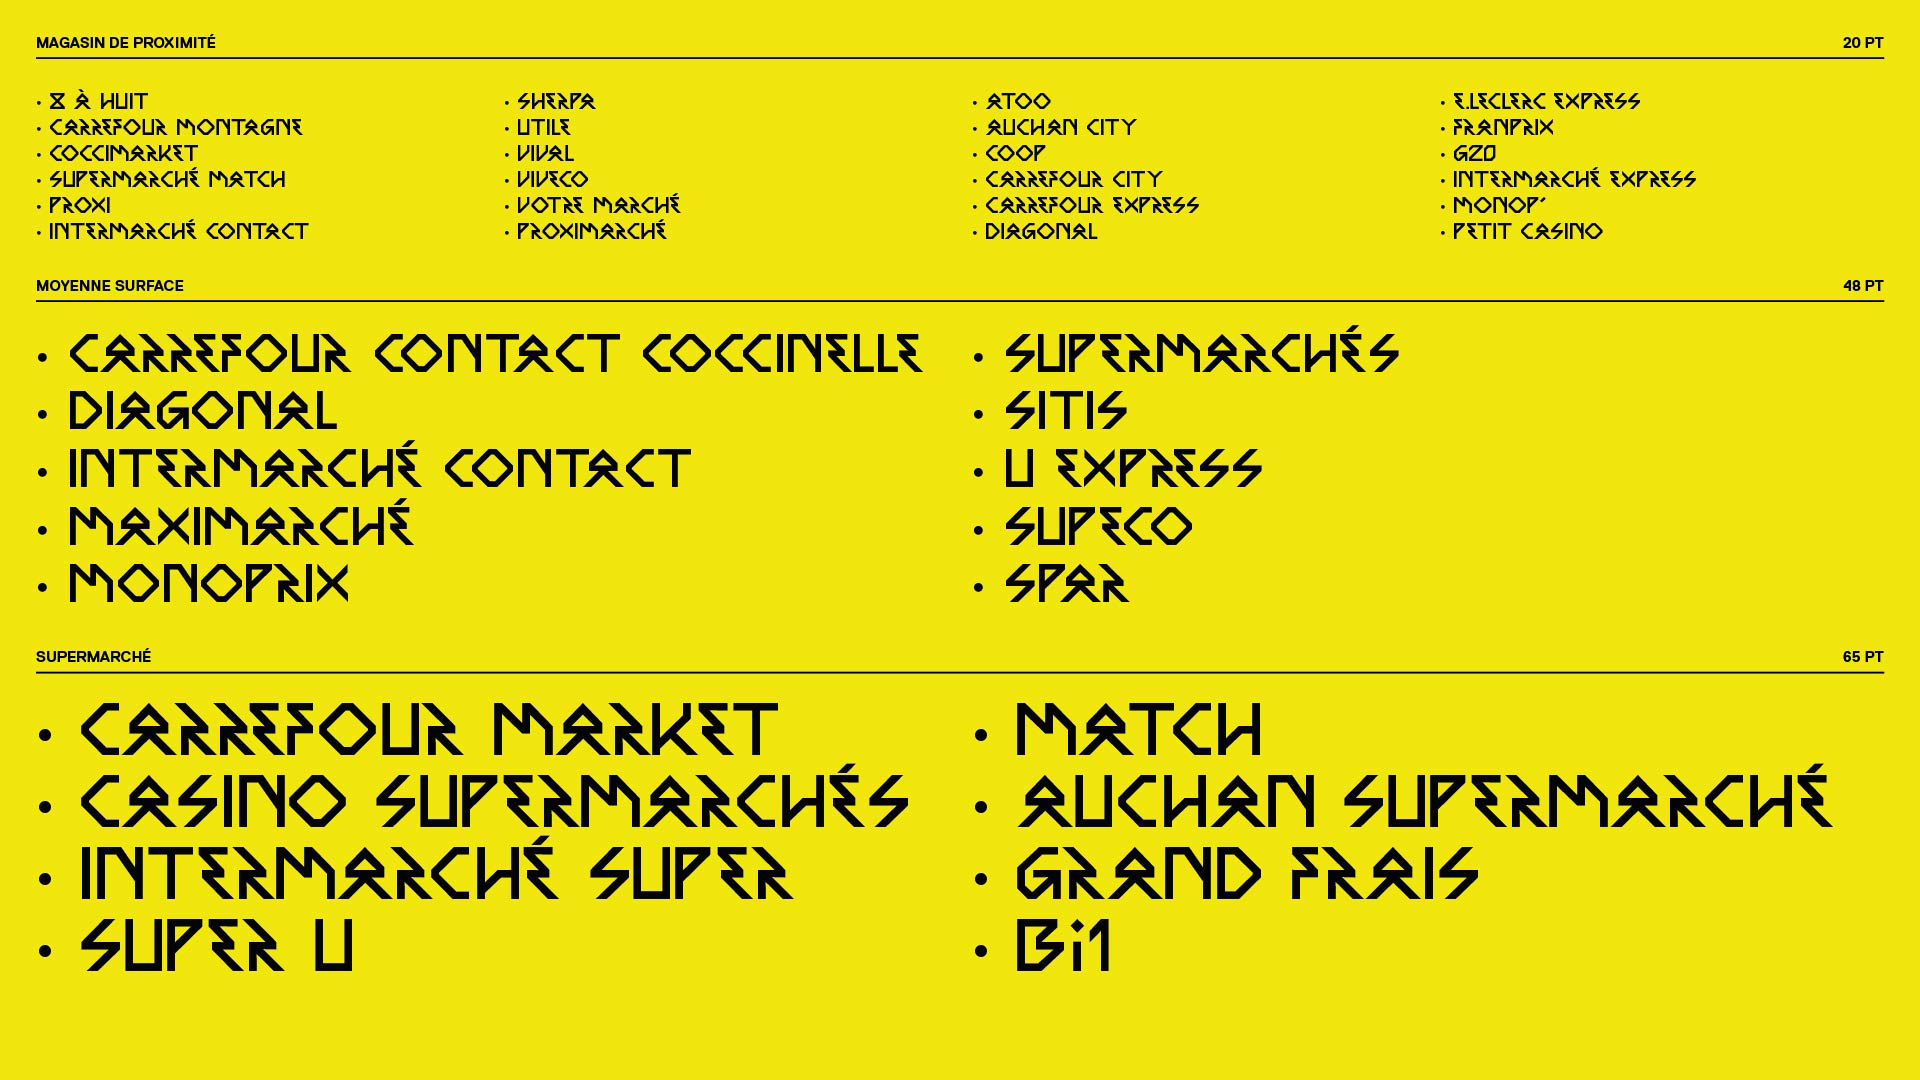 MAGASIN DE PROXIMITÉ
20 PT
• 8 À HUIT
• CARREFOUR MONTAGNE
• COCCIMARKET
• SUPERMARCHÉ MATCH
• PROXI
• INTERMARCHÉ CONTACT
• SHERPA
• UTILE
• VIVAL
• VIVECO
• VOTRE MARCHÉ
• PROXIMARCHÉ
• ATOO
• AUCHAN CITY
• COOP
• CARREFOUR CITY
• CARREFOUR EXPRESS
• DIAGONAL
• E.LECLERC EXPRESS
• FRANPRIX
• G20
• INTERMARCHÉ EXPRESS
• MONOP'
• PETIT CASINO
MOYENNE SURFACE
48 PT
• CARREFOUR CONTACT COCCINELLE
• DIAGONAL
• INTERMARCHÉ CONTACT
• MAXIMARCHÉ
• MONOPRIX
• SUPERMARCHÉS
• SITIS
• U EXPRESS
• SUPECO
• SPAR
SUPERMARCHÉ
65 PT
• CARREFOUR MARKET
• CASINO SUPERMARCHÉS
• INTERMARCHÉ SUPER
• SUPER U
• MATCH
• AUCHAN SUPERMARCHÉ
• GRAND FRAIS
• Bi1